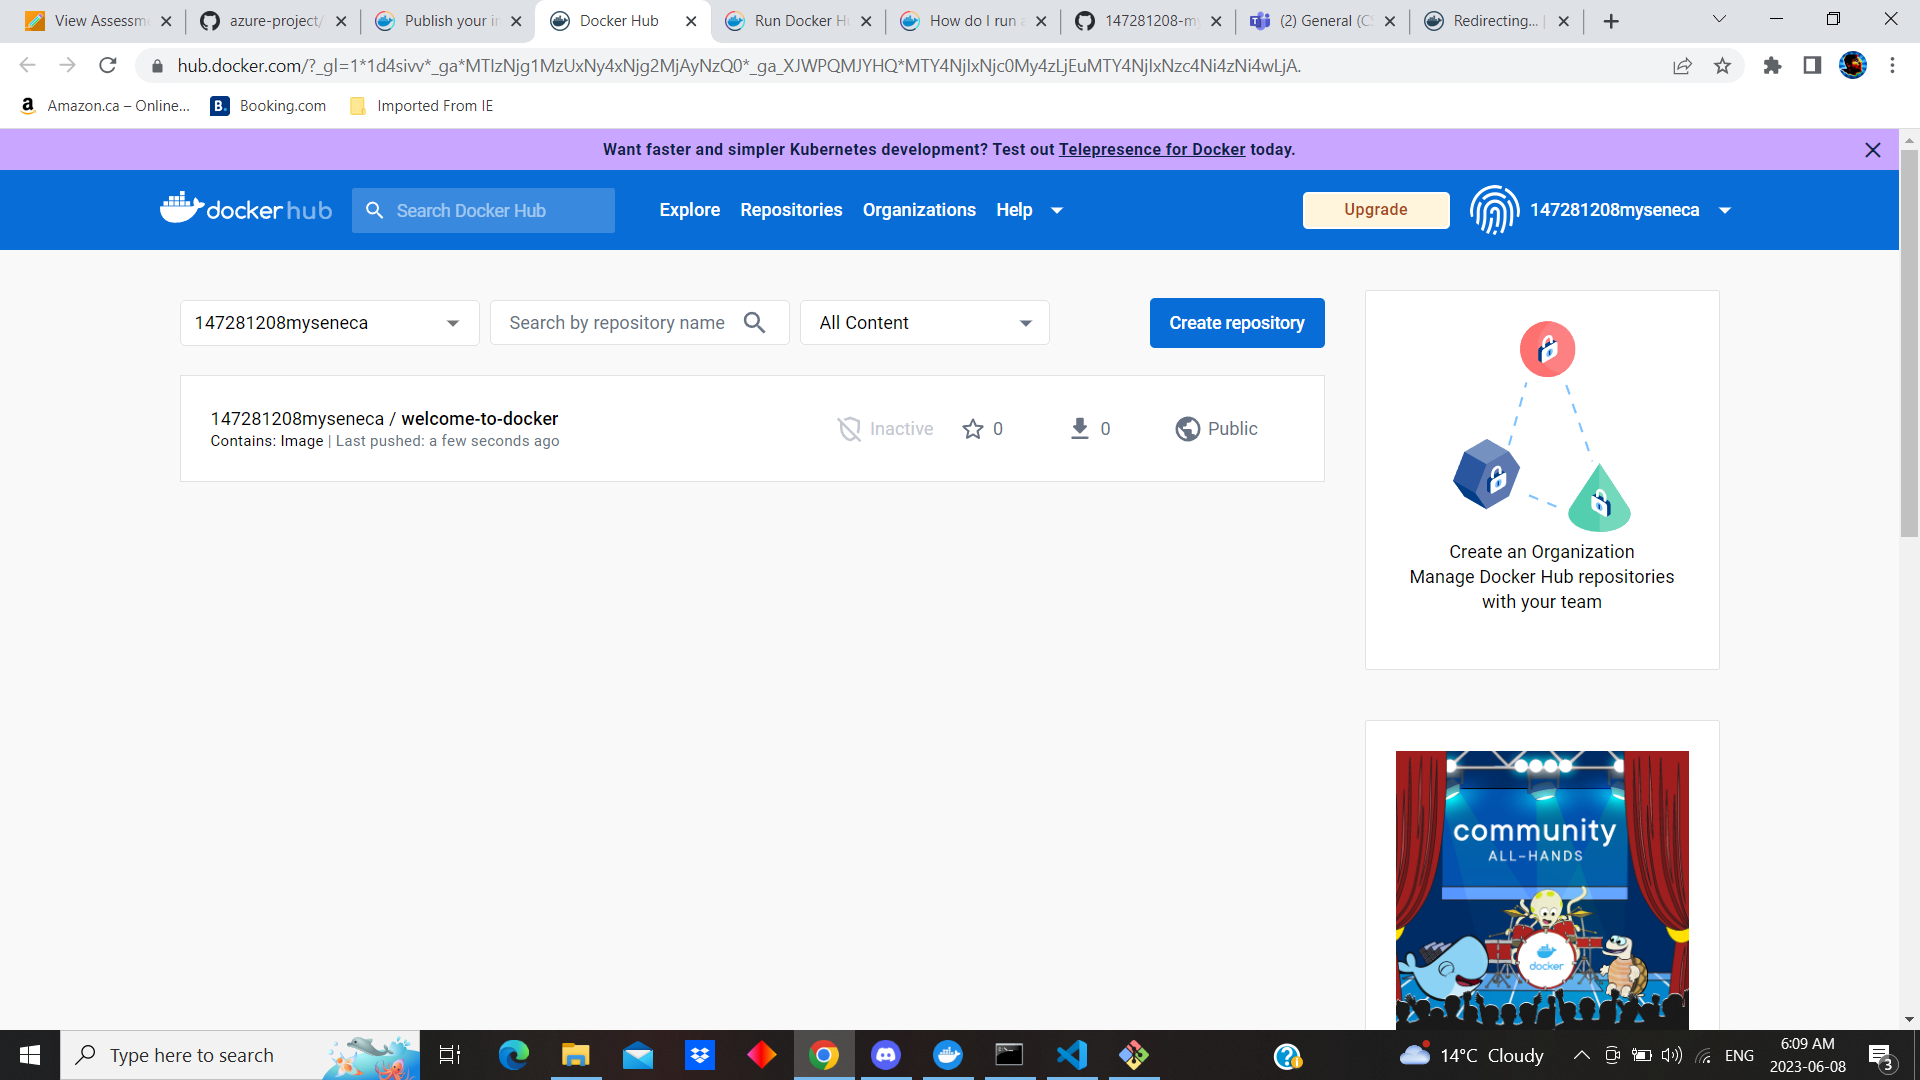 View Assessm
azure-project/
Publish your in
Docker Hub
Run Docker H
How do I run a
147281208-my
(2) General (CS
Redirecting... |
hub.docker.com/?_gl=1*1d4sivv*_ga*MTIzNjg1MzUxNy4xNjg2MjAyNzQ0*_ga_XJWPQMJYHQ*MTY4NjIxNjc0My4zLjEuMTY4NjIxNzc4Ni4zNi4wLjA.
Amazon.ca – Online...
B. Booking.com
Imported From IE
Want faster and simpler Kubernetes development? Test out Telepresence for Docker today.
docker hub
Search Docker Hub
Explore
Repositories
Organizations
Help
Upgrade
147281208myseneca
147281208myseneca
Search by repository name
All Content
Create repository
147281208myseneca / welcome-to-docker
Inactive
0
0
Public
Contains: Image | Last pushed: a few seconds ago
Create an Organization
Manage Docker Hub repositories
with your team
community
ALL-HANDS
docker
Type here to search
14°C Cloudy
ENG
6:09 AM
2023-06-08
3